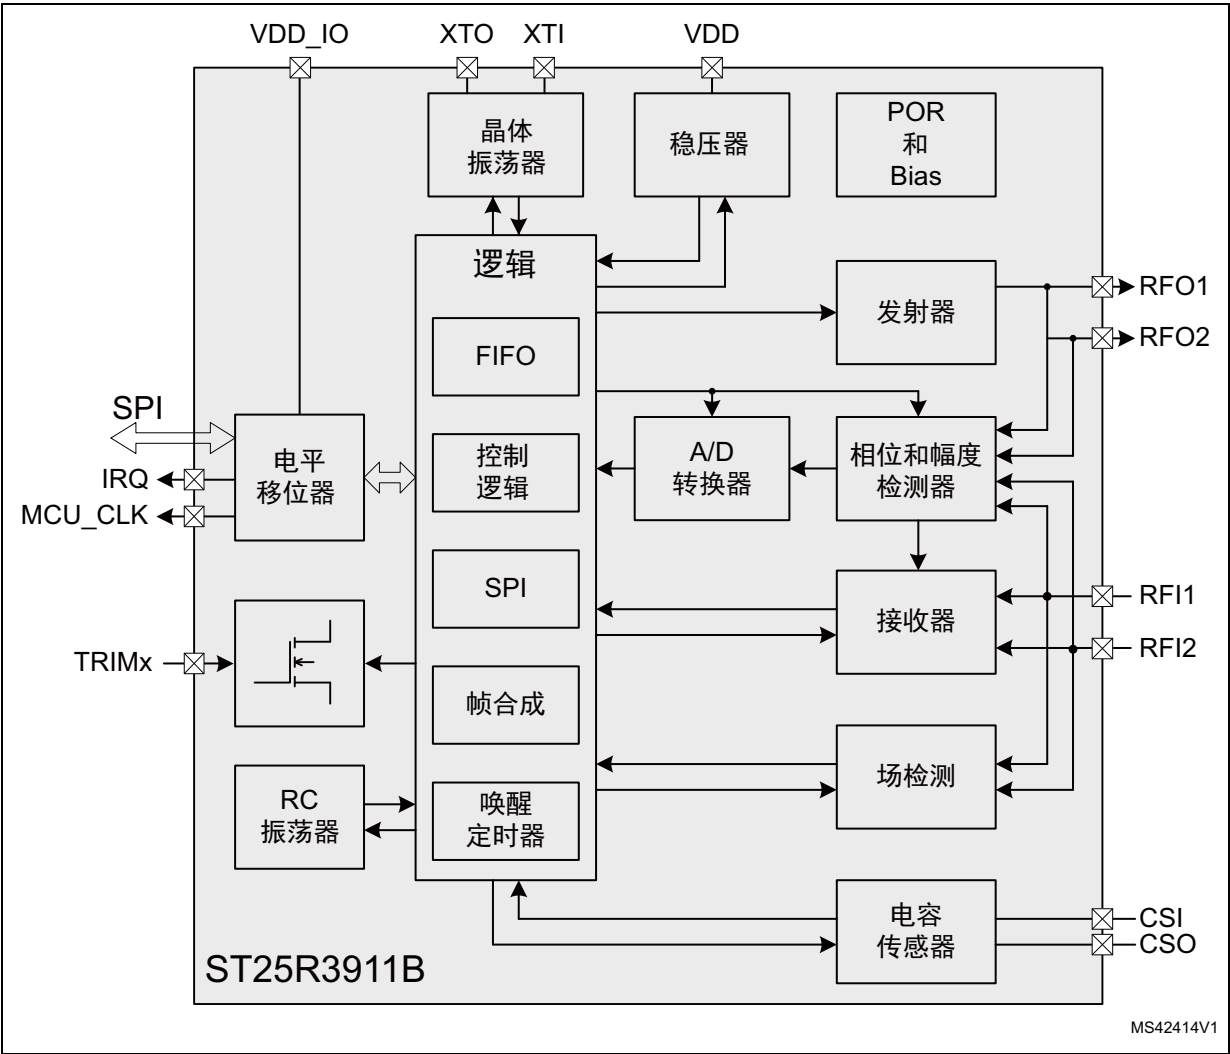 VDD_IO
XTO
XTI
VDD
晶体
振荡器
稳压器
POR
和
Bias
逻辑
发射器
RFO1
RFO2
FIFO
SPI
电平
移位器
控制
逻辑
A/D
转换器
相位和幅度
检测器
IRQ
MCU_CLK
SPI
接收器
RFI1
RFI2
TRIMx
帧合成
场检测
RC
振荡器
唤醒
定时器
电容
传感器
CSI
CSO
ST25R3911B
MS42414V1